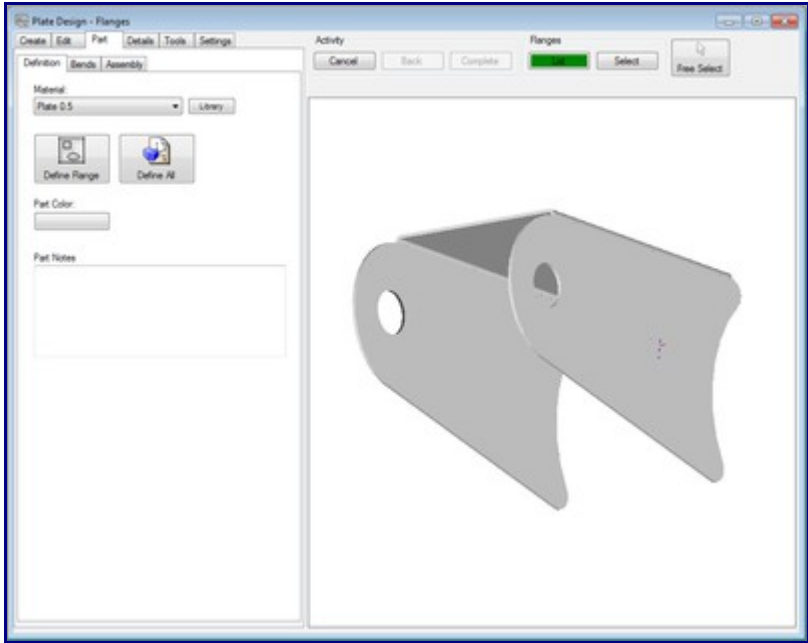 Plate Design - Flanges
Create Edit Part Details Tools Settings
Definition Bends Assembly
Material:
Plate 0.5
Library
Define Flange
Define All
Part Color:
Part Notes
Activity
Cancel Back Complete
Flanges
List Select
Free Select